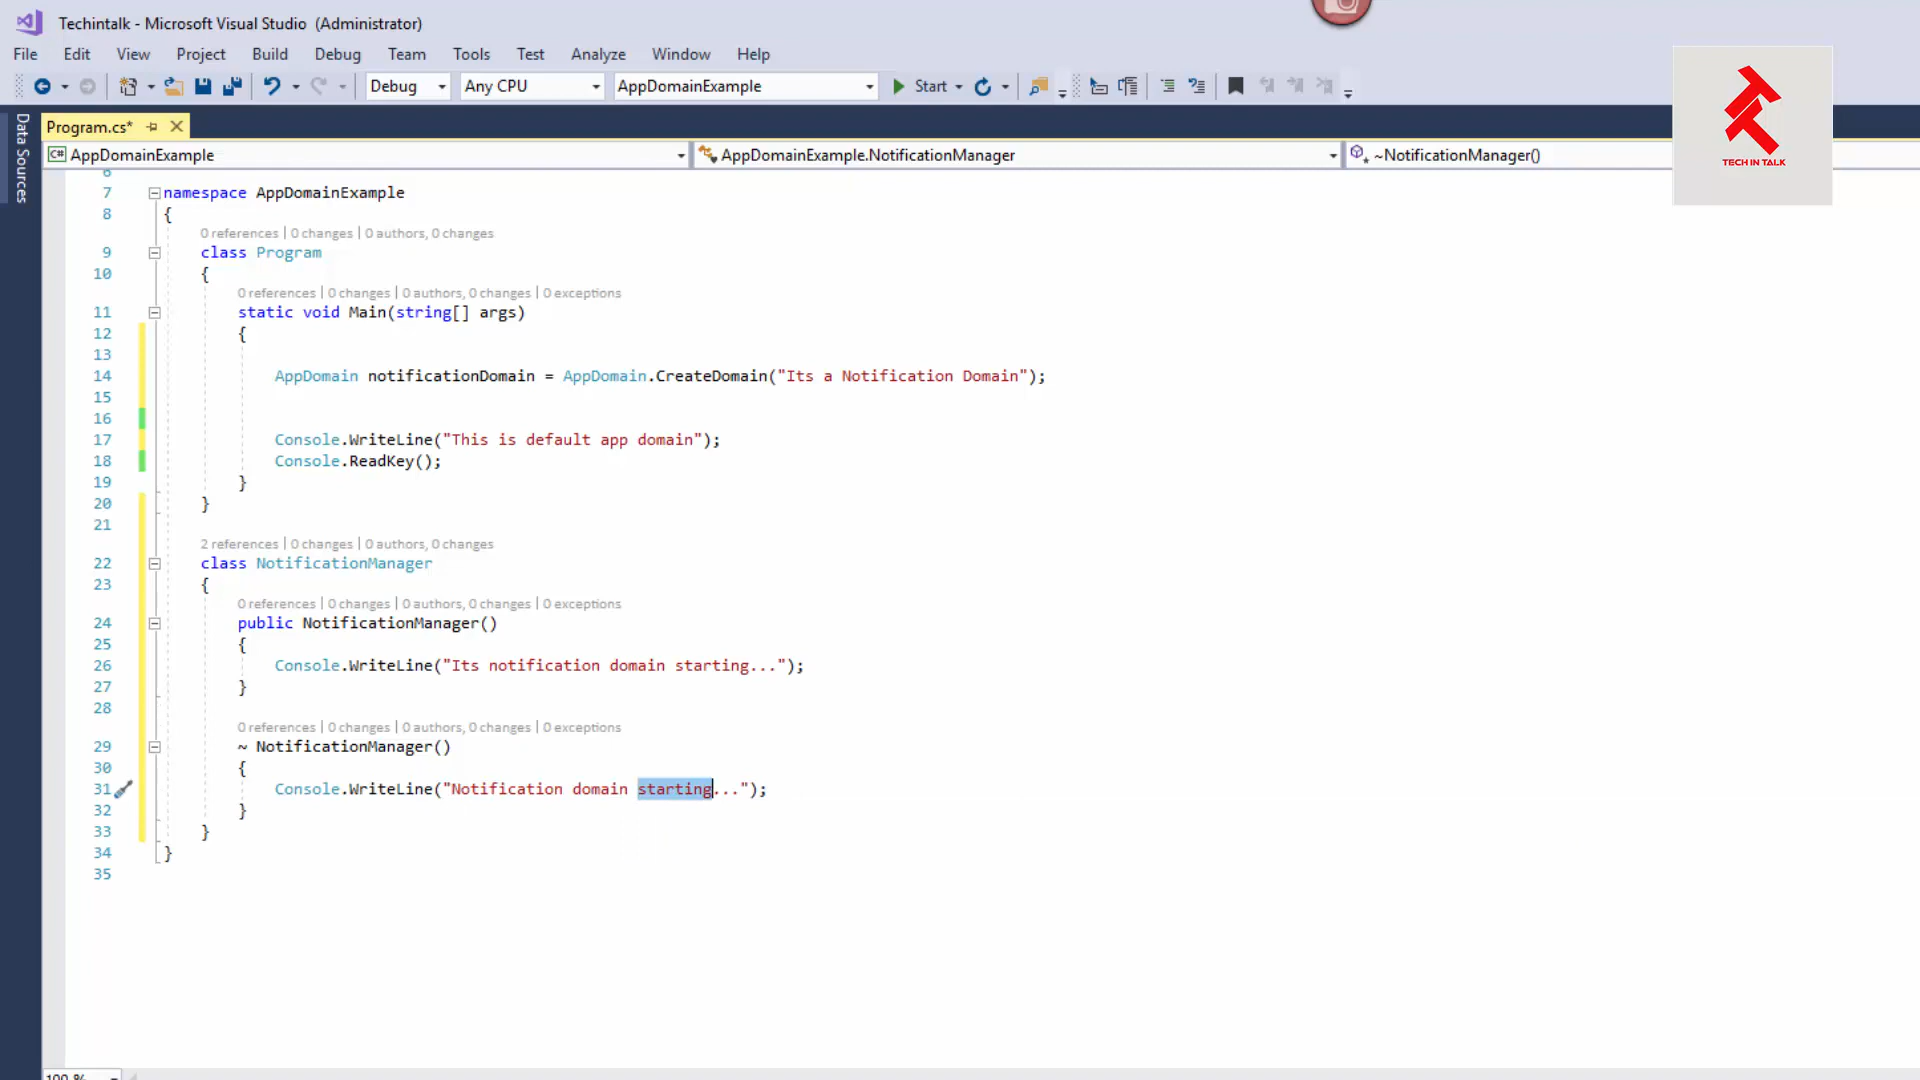 Techintalk - Microsoft Visual Studio (Administrator)
File Edit View Project Build Debug Team Tools Test Analyze Window Help
Debug Any CPU AppDomainExample Start
TECH IN TALK
Data Sources
Program.cs*
C# AppDomainExample AppDomainExample.NotificationManager ~NotificationManager()
6
7 namespace AppDomainExample
8 {
0 references | 0 changes | 0 authors, 0 changes
9 class Program
10 {
0 references | 0 changes | 0 authors, 0 changes | 0 exceptions
11 static void Main(string[] args)
12 {
13
14 AppDomain notificationDomain = AppDomain.CreateDomain("Its a Notification Domain");
15
16
17 Console.WriteLine("This is default app domain");
18 Console.ReadKey();
19 }
20 }
21
2 references | 0 changes | 0 authors, 0 changes
22 class NotificationManager
23 {
0 references | 0 changes | 0 authors, 0 changes | 0 exceptions
24 public NotificationManager()
25 {
26 Console.WriteLine("Its notification domain starting...");
27 }
28
0 references | 0 changes | 0 authors, 0 changes | 0 exceptions
29 ~ NotificationManager()
30 {
31 Console.WriteLine("Notification domain starting...");
32 }
33 }
34 }
35
100 %